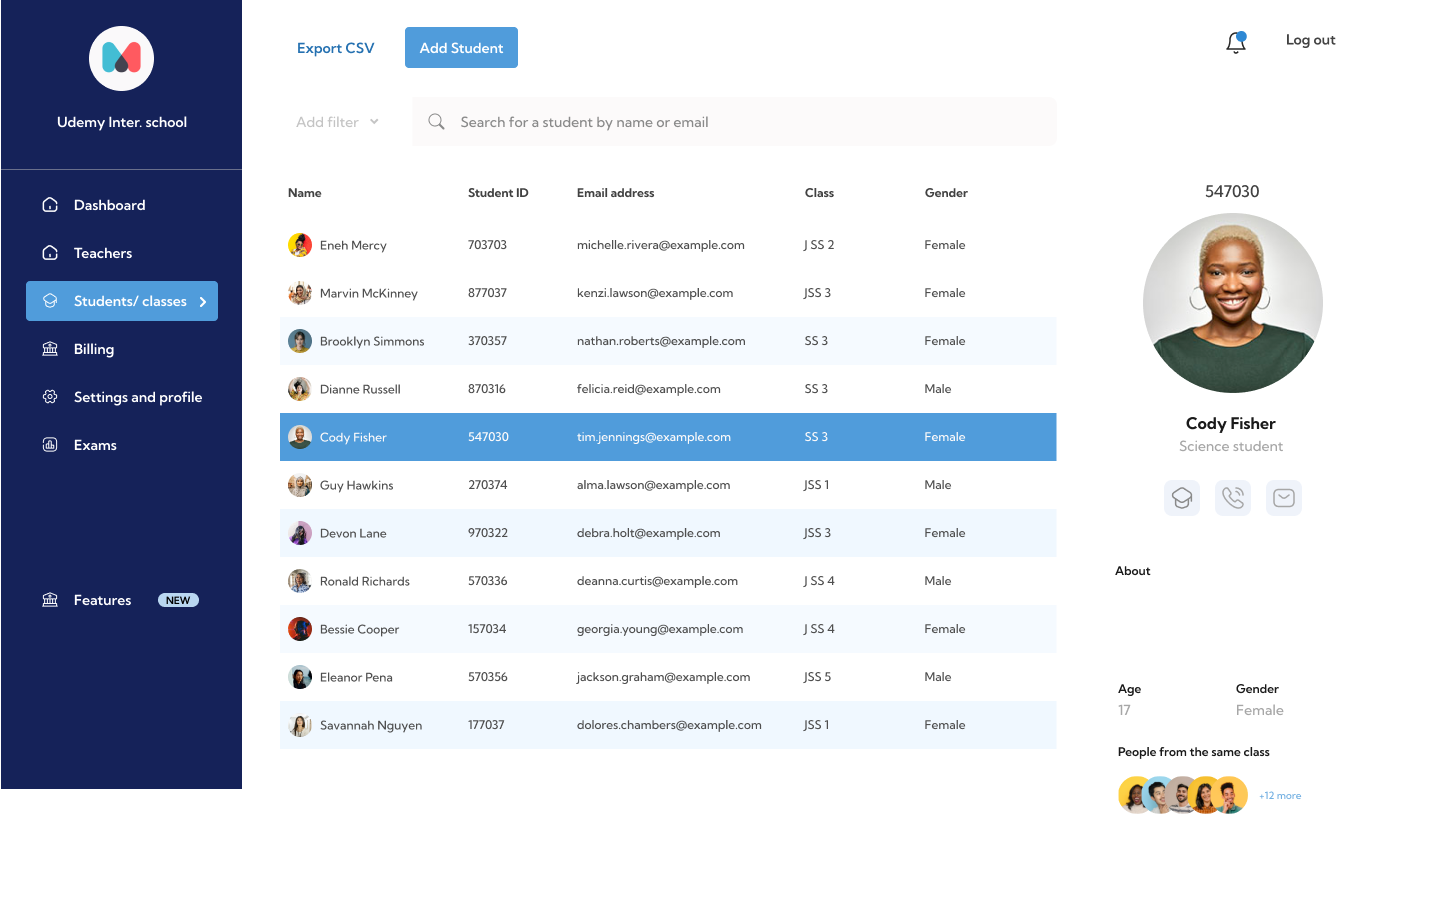 Udemy Inter. school
Dashboard
Teachers
Students/ classes
Billing
Settings and profile
Exams
Features NEW
Export CSV Add Student Log out
Add filter Search for a student by name or email
Name Student ID Email address Class Gender
Eneh Mercy 703703 michelle.rivera@example.com J SS 2 Female
Marvin McKinney 877037 kenzi.lawson@example.com JSS 3 Female
Brooklyn Simmons 370357 nathan.roberts@example.com SS 3 Female
Dianne Russell 870316 felicia.reid@example.com SS 3 Male
Cody Fisher 547030 tim.jennings@example.com SS 3 Female
Guy Hawkins 270374 alma.lawson@example.com JSS 1 Male
Devon Lane 970322 debra.holt@example.com JSS 3 Female
Ronald Richards 570336 deanna.curtis@example.com J SS 4 Male
Bessie Cooper 157034 georgia.young@example.com J SS 4 Female
Eleanor Pena 570356 jackson.graham@example.com JSS 5 Male
Savannah Nguyen 177037 dolores.chambers@example.com JSS 1 Female
547030
Cody Fisher
Science student
About
Age Gender
17 Female
People from the same class
+12 more